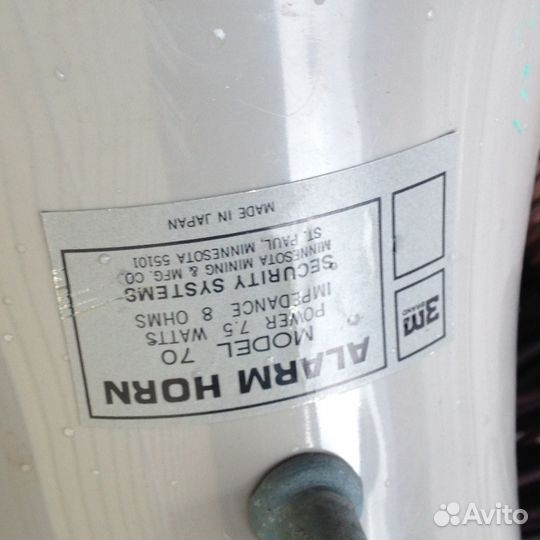 3M
BRAND
ALARM HORN
MODEL 70
POWER 7.5 WATTS
IMPEDANCE 8 OHMS
SECURITY SYSTEMS
MINNESOTA MINING & MFG. CO.
ST. PAUL, MINNESOTA 55101
MADE IN JAPAN
Avito